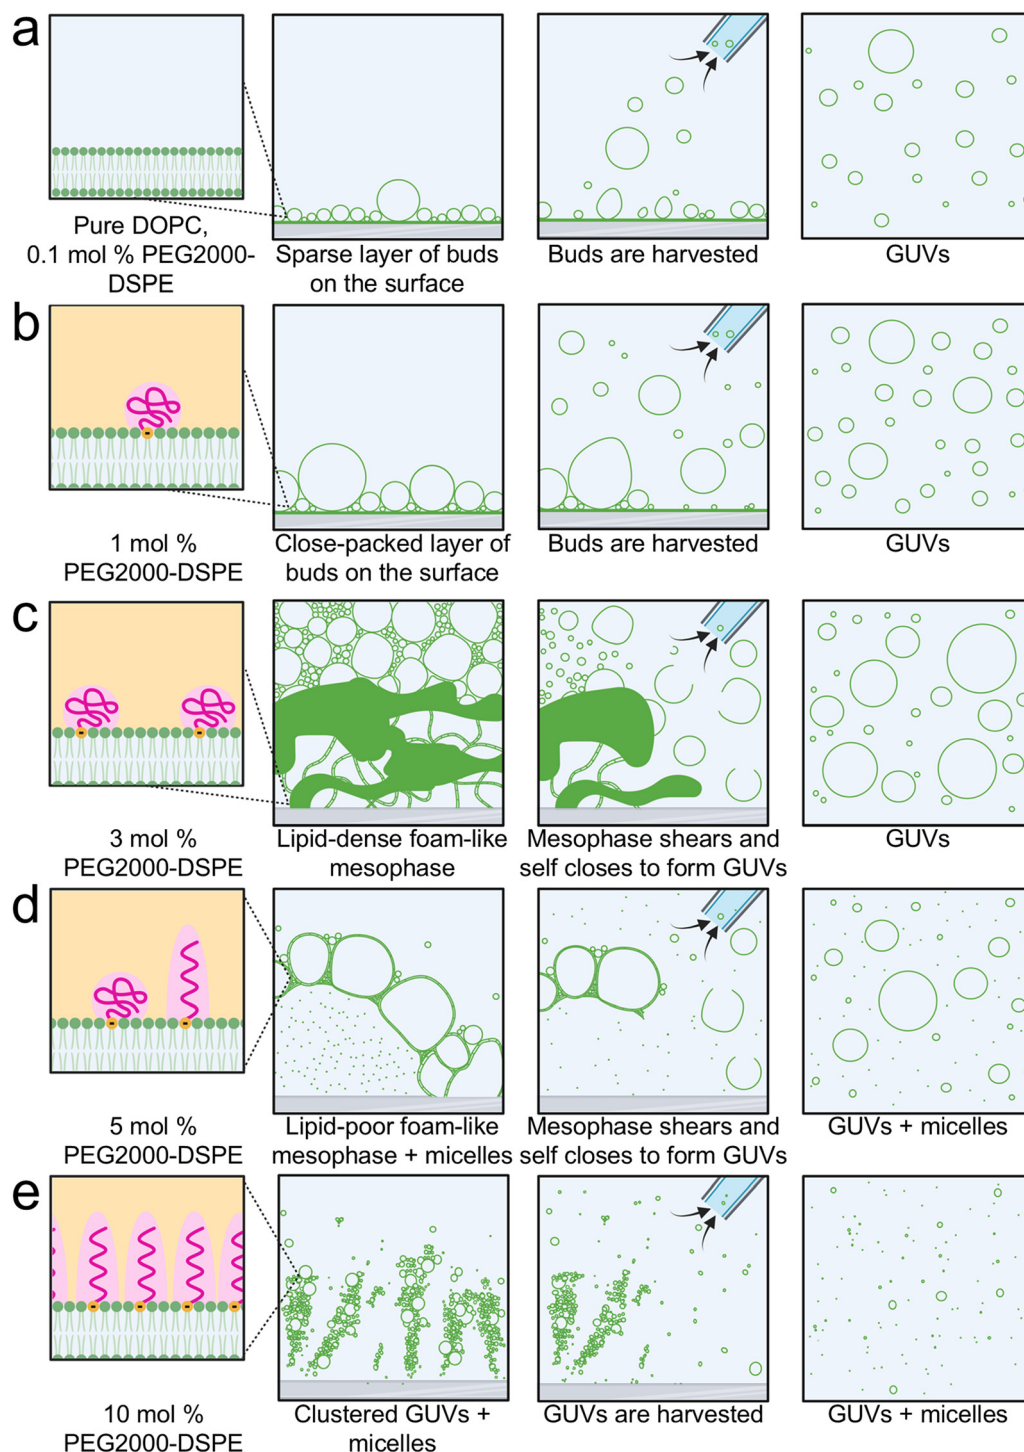 a
Pure DOPC,
0.1 mol % PEG2000-
DSPE
Sparse layer of buds
on the surface
Buds are harvested
GUVs
b
1 mol %
PEG2000-DSPE
Close-packed layer of
buds on the surface
Buds are harvested
GUVs
c
3 mol %
PEG2000-DSPE
Lipid-dense foam-like
mesophase
Mesophase shears and
self closes to form GUVs
GUVs
d
5 mol %
PEG2000-DSPE
Lipid-poor foam-like
mesophase + micelles
Mesophase shears and
self closes to form GUVs
GUVs + micelles
e
10 mol %
PEG2000-DSPE
Clustered GUVs +
micelles
GUVs are harvested
GUVs + micelles